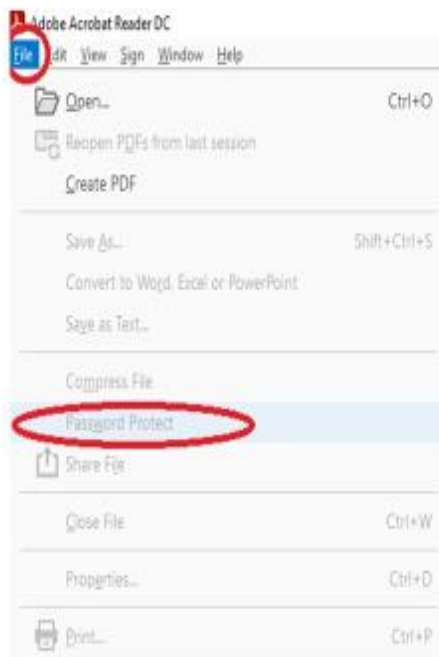 Adobe Acrobat Reader DC
File Edit View Sign Window Help
Open... Ctrl+O
Reopen PDFs from last session
Create PDF
Save As... Shift+Ctrl+S
Convert to Word, Excel or PowerPoint
Save as Text...
Compress File
Password Protect
Share File
Close File Ctrl+W
Properties... Ctrl+D
Print... Ctrl+P